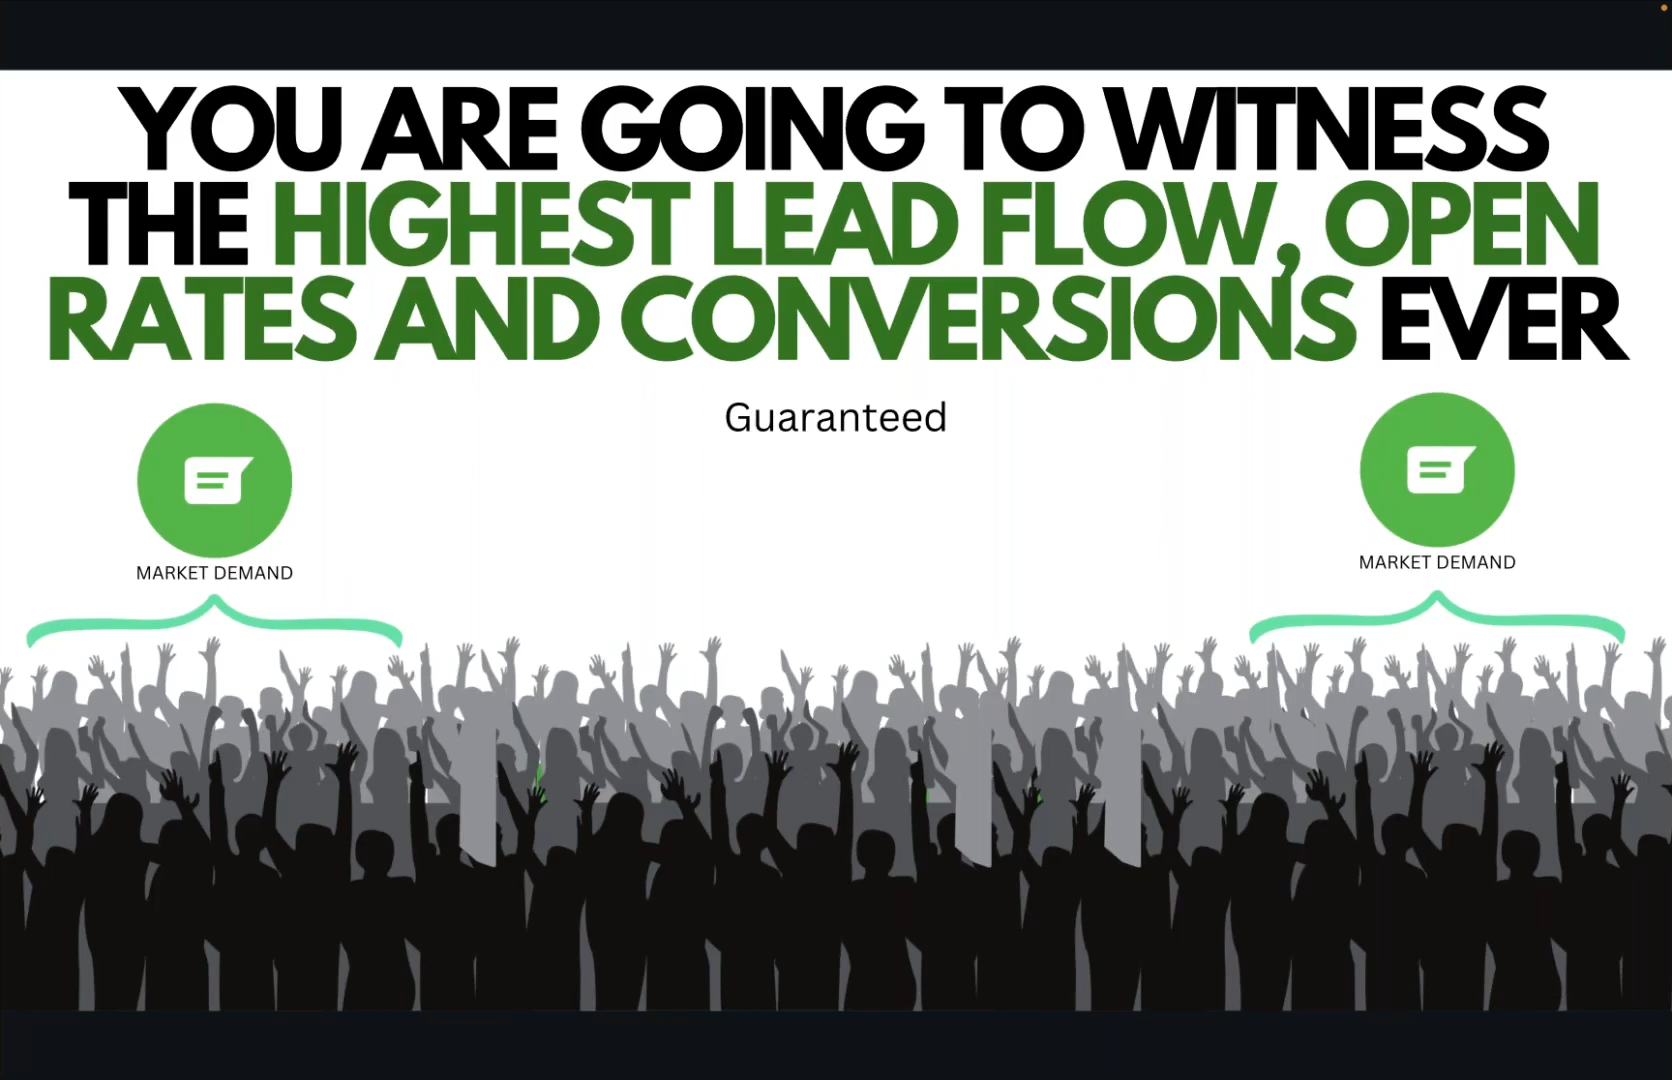 YOU ARE GOING TO WITNESS
THE HIGHEST LEAD FLOW, OPEN
RATES AND CONVERSIONS EVER
Guaranteed
MARKET DEMAND
MARKET DEMAND